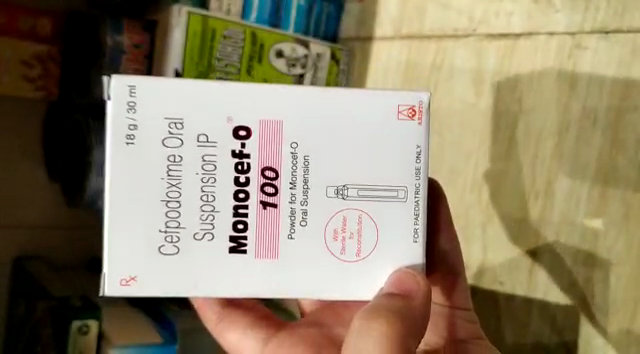 Rx
18 g / 30 ml
Cefpodoxime Oral
Suspension IP
Monocef-O®
100
Powder for Monocef-O
Oral Suspension
With
Sterile Water
for
Reconstitution
ARISTO
FOR PAEDIATRIC USE ONLY